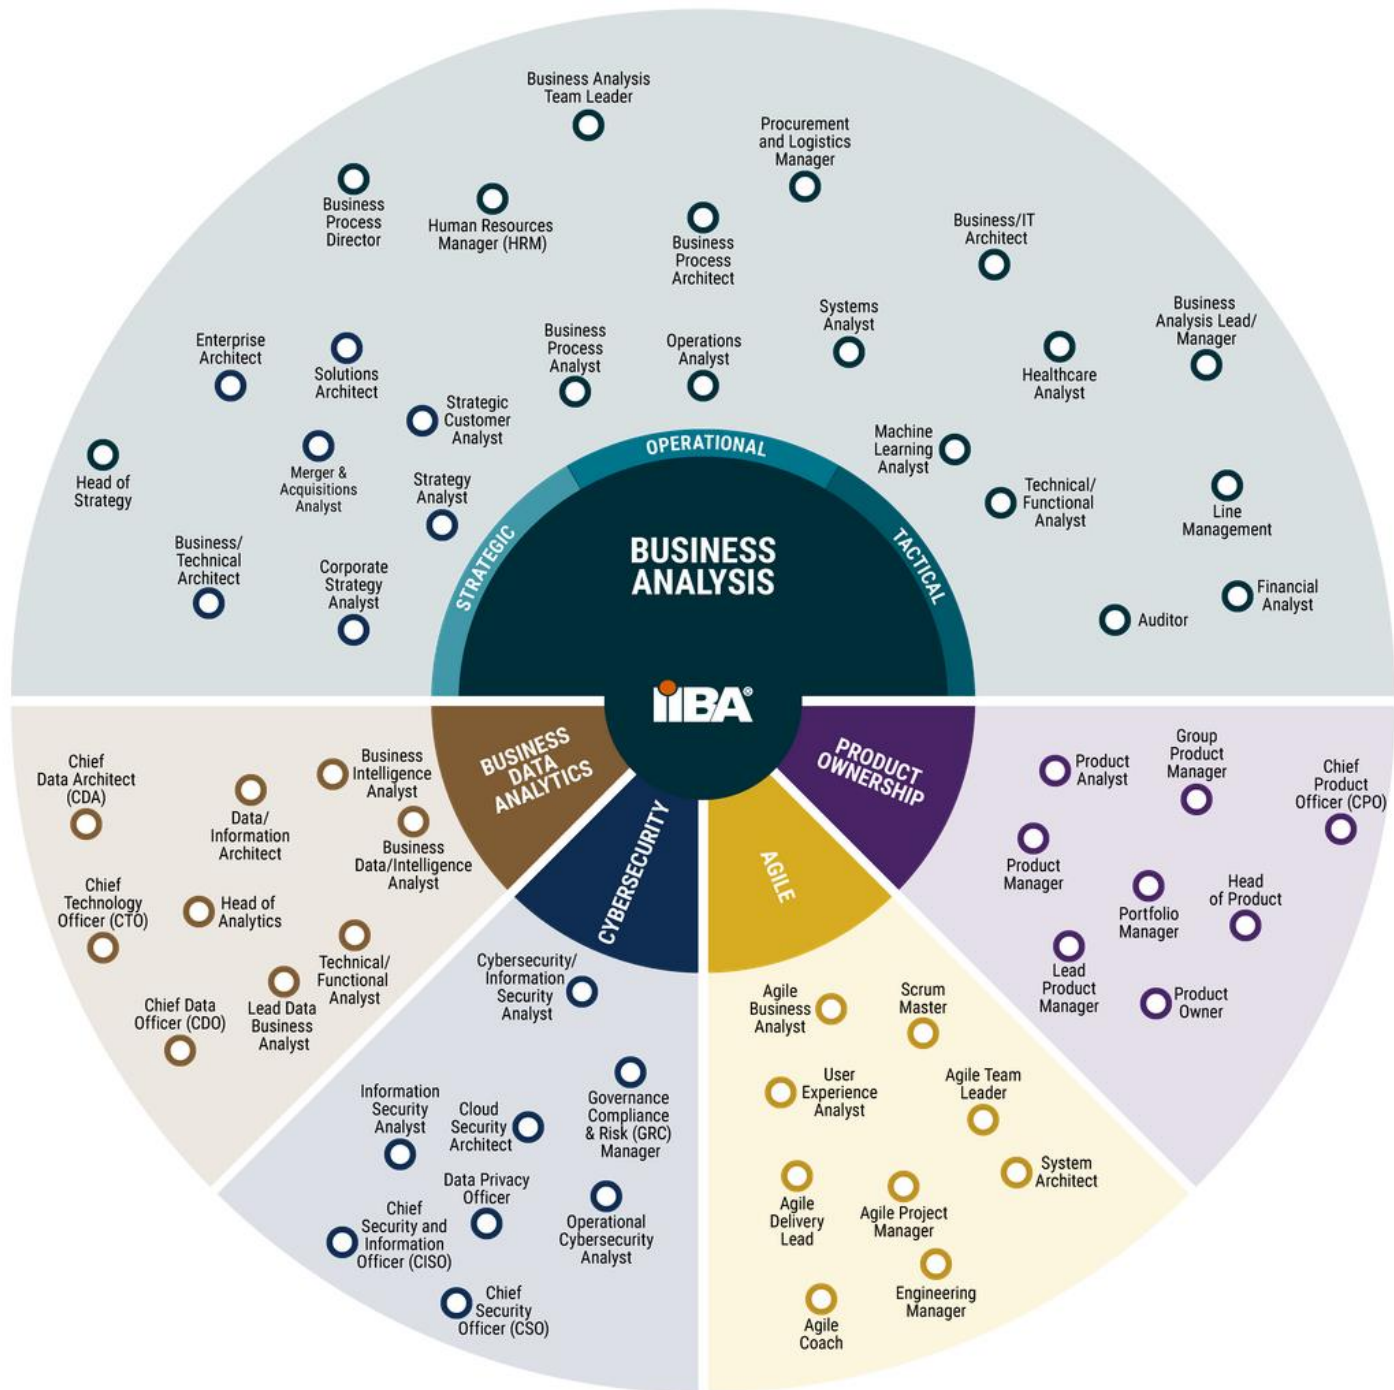 Business Analysis
Team Leader
Procurement
and Logistics
Manager
Business
Process
Director
Human Resources
Manager (HRM)
Business
Process
Architect
Business/IT
Architect
Enterprise
Architect
Solutions
Architect
Business
Process
Analyst
Operations
Analyst
Systems
Analyst
Healthcare
Analyst
Business
Analysis Lead/
Manager
Strategic
Customer
Analyst
Head of
Strategy
Merger &
Acquisitions
Analyst
Strategy
Analyst
Machine
Learning
Analyst
Technical/
Functional
Analyst
Line
Management
Business/
Technical
Architect
Corporate
Strategy
Analyst
Auditor
Financial
Analyst
STRATEGIC
OPERATIONAL
TACTICAL
BUSINESS
ANALYSIS
iiBA®
BUSINESS
DATA
ANALYTICS
CYBERSECURITY
AGILE
PRODUCT
OWNERSHIP
Chief
Data Architect
(CDA)
Data/
Information
Architect
Business
Intelligence
Analyst
Business
Data/Intelligence
Analyst
Chief
Technology
Officer (CTO)
Head of
Analytics
Technical/
Functional
Analyst
Chief Data
Officer (CDO)
Lead Data
Business
Analyst
Cybersecurity/
Information
Security
Analyst
Information
Security
Analyst
Cloud
Security
Architect
Governance
Compliance
& Risk (GRC)
Manager
Data Privacy
Officer
Chief
Security and
Information
Officer (CISO)
Operational
Cybersecurity
Analyst
Chief
Security
Officer (CSO)
Agile
Business
Analyst
Scrum
Master
User
Experience
Analyst
Agile Team
Leader
System
Architect
Agile
Delivery
Lead
Agile Project
Manager
Engineering
Manager
Agile
Coach
Product
Analyst
Group
Product
Manager
Chief
Product
Officer (CPO)
Product
Manager
Portfolio
Manager
Head
of Product
Lead
Product
Manager
Product
Owner